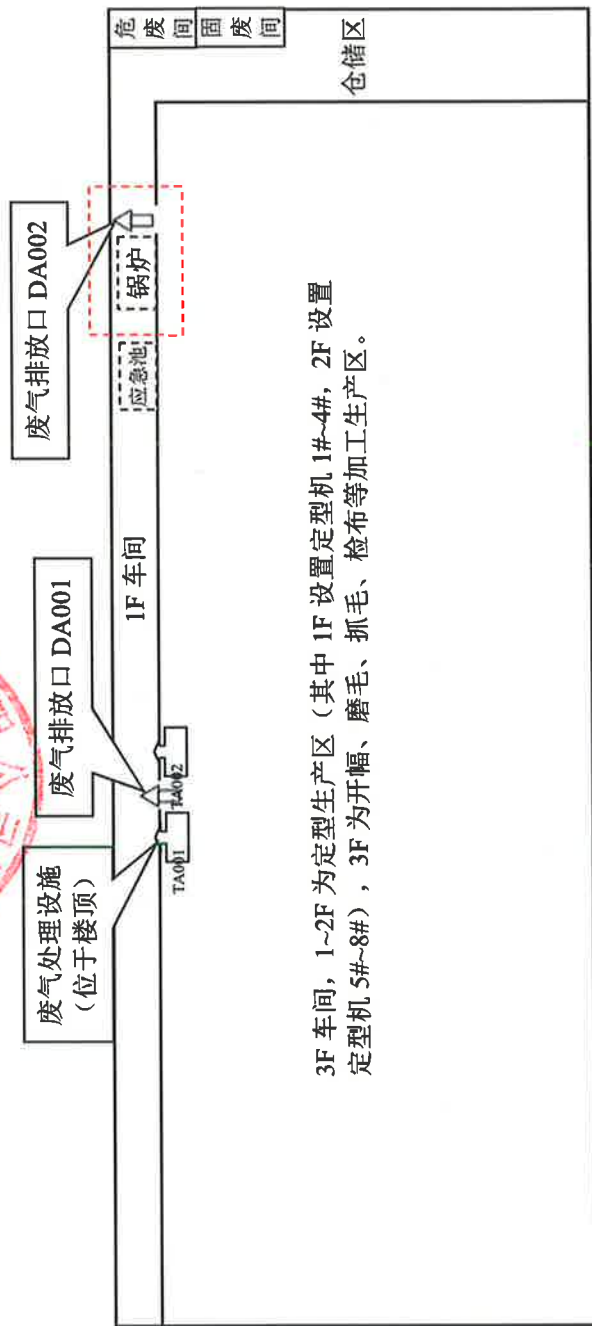 废气处理设施
（位于楼顶）
废气排放口 DA001
废气排放口 DA002
1F 车间
应急池
锅炉
危废间
固废间
仓储区
TA001
TA002
3F 车间，1~2F 为定型生产区（其中 1F 设置定型机 1#~4#，2F 设置
定型机 5#~8#），3F 为开幅、磨毛、抓毛、检布等加工生产区。